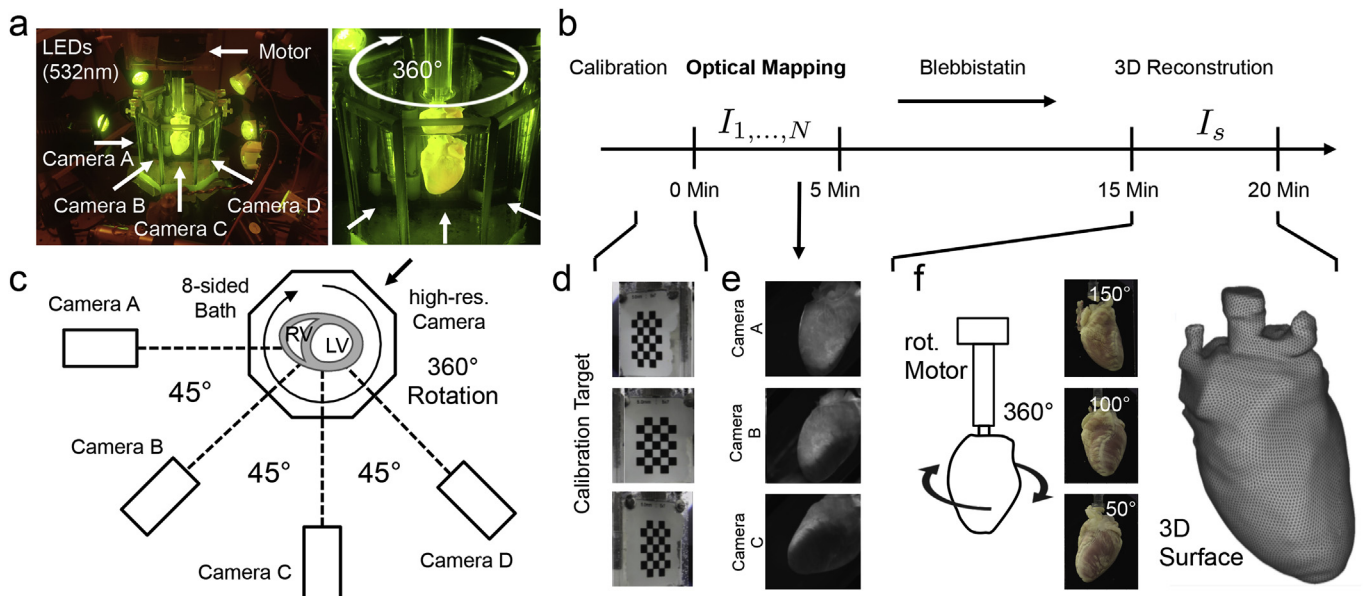 a
LEDs
(532nm)
Motor
Camera A
Camera B
Camera C
Camera D
360°
b
Calibration
Optical Mapping
Blebbistatin
3D Reconstrution
I1,...,N
Is
0 Min
5 Min
15 Min
20 Min
c
Camera A
8-sided
Bath
high-res.
Camera
RV
LV
360°
Rotation
45°
Camera B
45°
45°
Camera C
Camera D
d
Calibration Target
e
Camera
A
Camera
B
Camera
C
f
rot.
Motor
360°
150°
100°
50°
3D
Surface